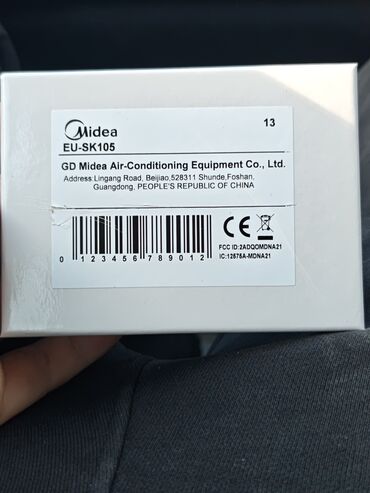 Midea 13
EU-SK105
GD Midea Air-Conditioning Equipment Co., Ltd.
Address:Lingang Road, Beijiao,528311 Shunde,Foshan,
Guangdong, PEOPLE'S REPUBLIC OF CHINA
CE
FCC ID:2ADQOMDNA21
IC:12575A-MDNA21
0 123456 789012